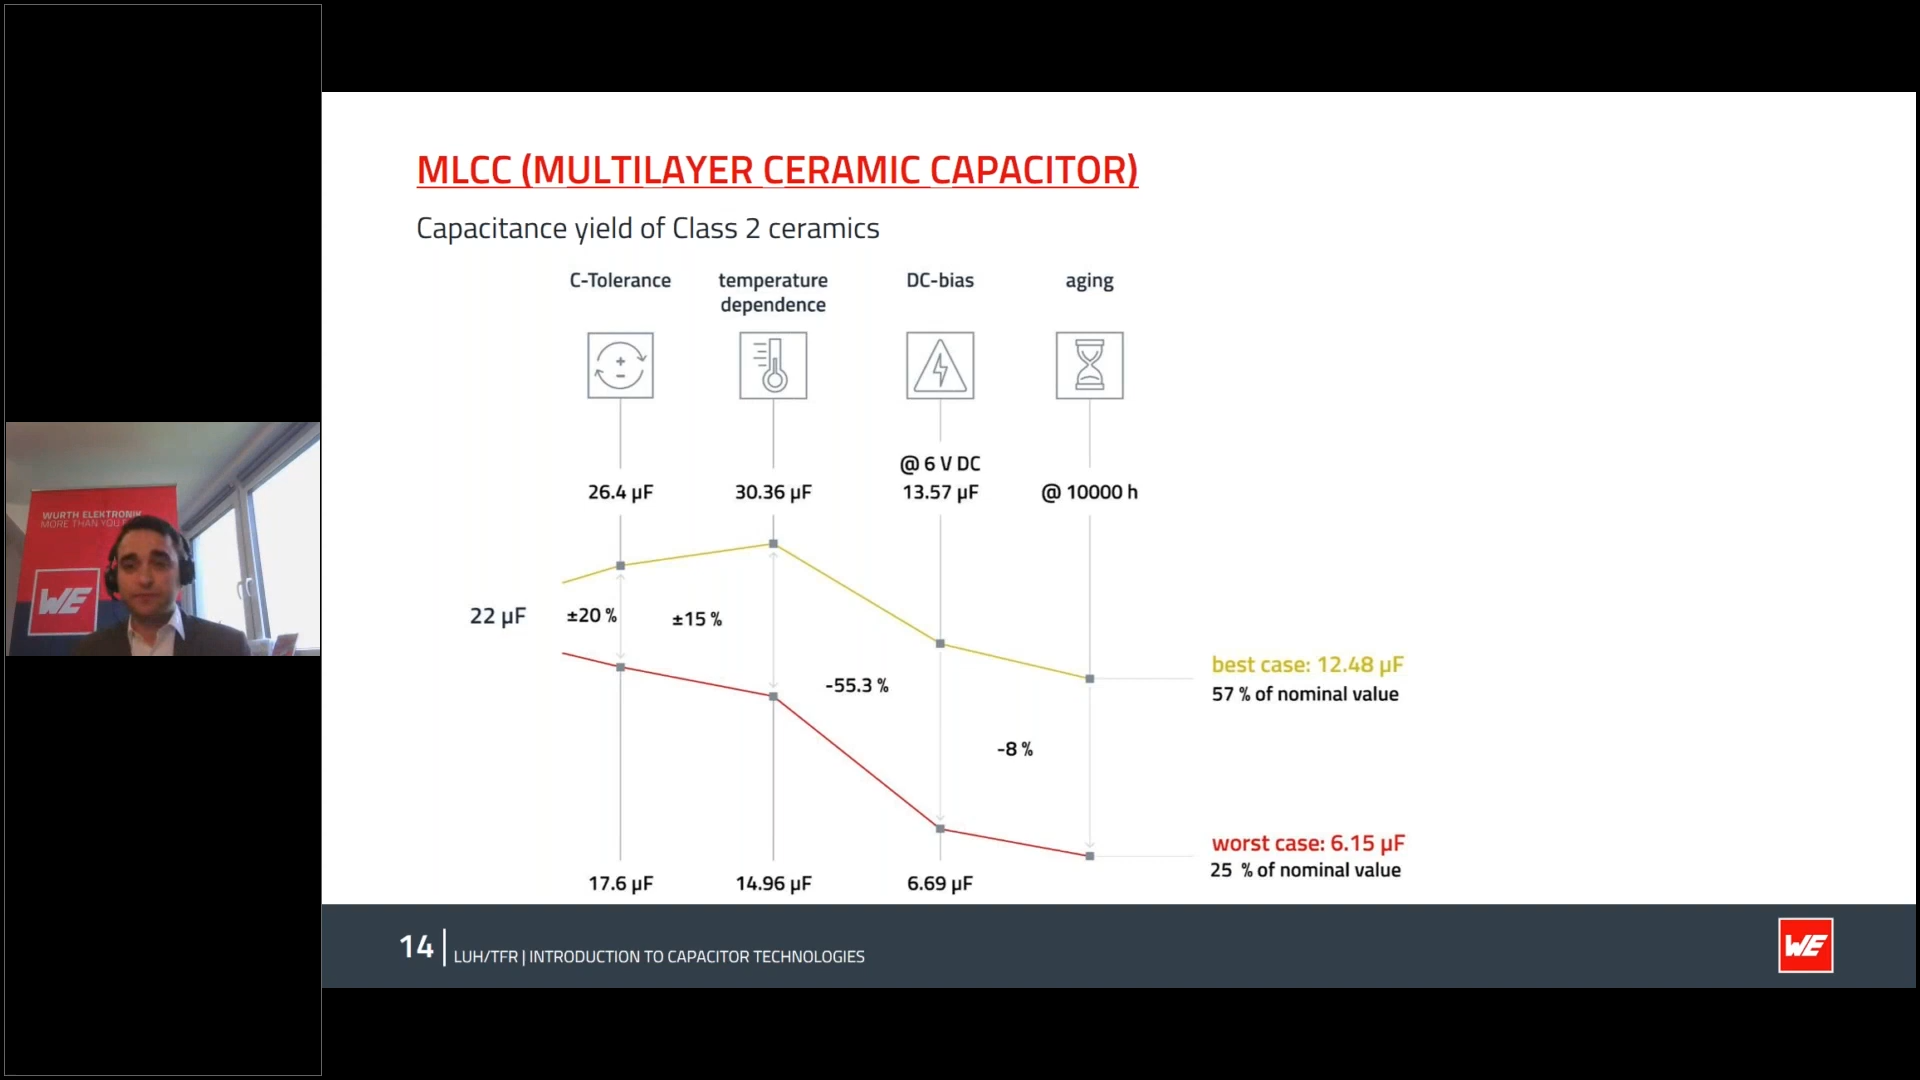 MLCC (MULTILAYER CERAMIC CAPACITOR)
Capacitance yield of Class 2 ceramics
C-Tolerance
temperature
dependence
DC-bias
aging
@ 6 V DC
26.4 µF
30.36 µF
13.57 µF
@ 10000 h
22 µF
±20 %
±15 %
-55.3 %
-8 %
best case: 12.48 µF
57 % of nominal value
worst case: 6.15 µF
25 % of nominal value
17.6 µF
14.96 µF
6.69 µF
14
LUH/TFR | INTRODUCTION TO CAPACITOR TECHNOLOGIES
WE
WURTH ELEKTRONIK
MORE THAN YOU
WE